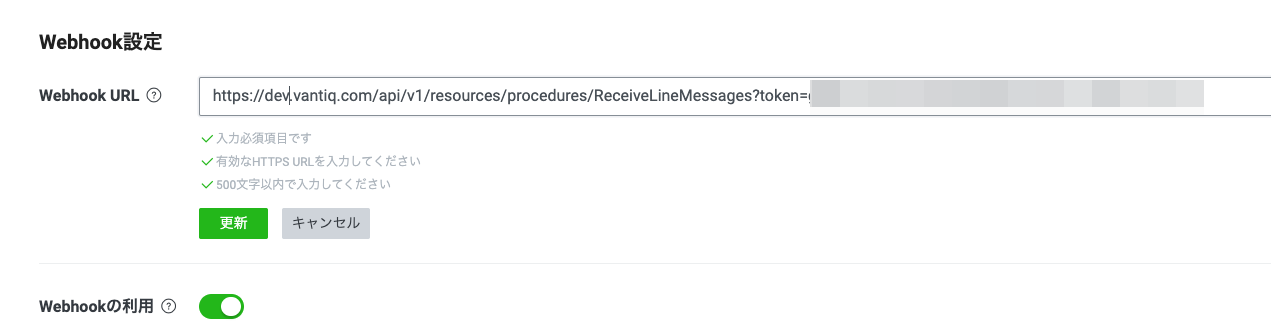 Webhook設定
Webhook URL ?
https://dev.vantiq.com/api/v1/resources/procedures/ReceiveLineMessages?token=
入力必須項目です
有効なHTTPS URLを入力してください
500文字以内で入力してください
更新 キャンセル
Webhookの利用 ?